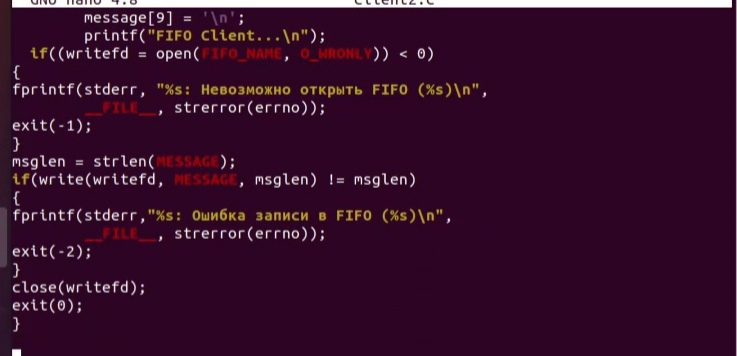 GNU nano 4.8 client2.c
message[9] = '\n';
printf("FIFO Client...\n");
if((writefd = open(FIFO_NAME, O_WRONLY)) < 0)
{
fprintf(stderr, "%s: Невозможно открыть FIFO (%s)\n",
__FILE__, strerror(errno));
exit(-1);
}
msglen = strlen(MESSAGE);
if(write(writefd, MESSAGE, msglen) != msglen)
{
fprintf(stderr,"%s: Ошибка записи в FIFO (%s)\n",
__FILE__, strerror(errno));
exit(-2);
}
close(writefd);
exit(0);
}